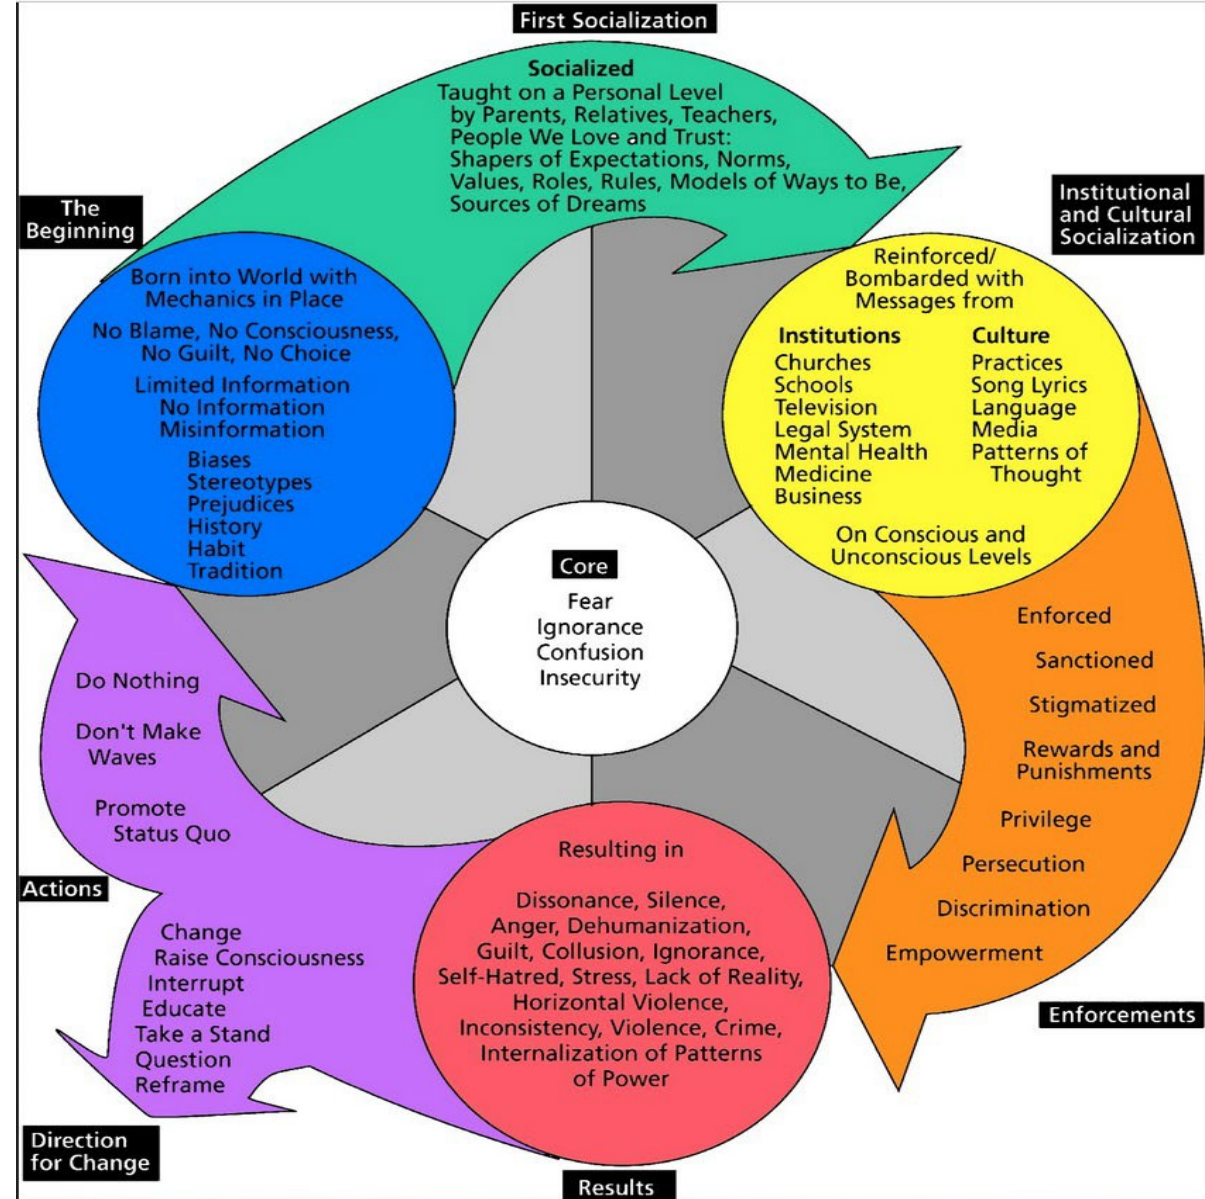 First Socialization
Socialized
Taught on a Personal Level
by Parents, Relatives, Teachers,
People We Love and Trust:
Shapers of Expectations, Norms,
Values, Roles, Rules, Models of Ways to Be,
Sources of Dreams
The
Beginning
Born into World with
Mechanics in Place
No Blame, No Consciousness,
No Guilt, No Choice
Limited Information
No Information
Misinformation
Biases
Stereotypes
Prejudices
History
Habit
Tradition
Institutional
and Cultural
Socialization
Reinforced/
Bombarded with
Messages from
Institutions
Churches
Schools
Television
Legal System
Mental Health
Medicine
Business
Culture
Practices
Song Lyrics
Language
Media
Patterns of
Thought
On Conscious and
Unconscious Levels
Core
Fear
Ignorance
Confusion
Insecurity
Enforced
Sanctioned
Stigmatized
Rewards and
Punishments
Privilege
Persecution
Discrimination
Empowerment
Enforcements
Resulting in
Dissonance, Silence,
Anger, Dehumanization,
Guilt, Collusion, Ignorance,
Self-Hatred, Stress, Lack of Reality,
Horizontal Violence,
Inconsistency, Violence, Crime,
Internalization of Patterns
of Power
Results
Do Nothing
Don't Make
Waves
Promote
Status Quo
Actions
Change
Raise Consciousness
Interrupt
Educate
Take a Stand
Question
Reframe
Direction
for Change